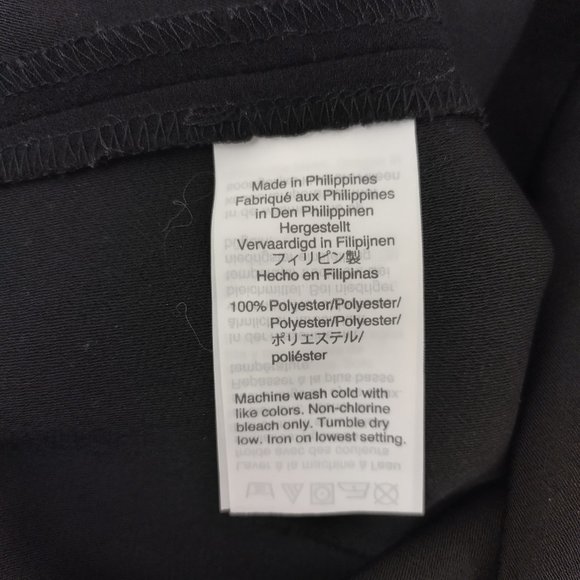 Made in Philippines
Fabriqué aux Philippines
in Den Philippinen
Hergestellt
Vervaardigd in Filipijnen
フィリピン製
Hecho en Filipinas
100% Polyester/Polyester/
Polyester/Polyester/
ポリエステル/
poliéster
Machine wash cold with
like colors. Non-chlorine
bleach only. Tumble dry
low. Iron on lowest setting.